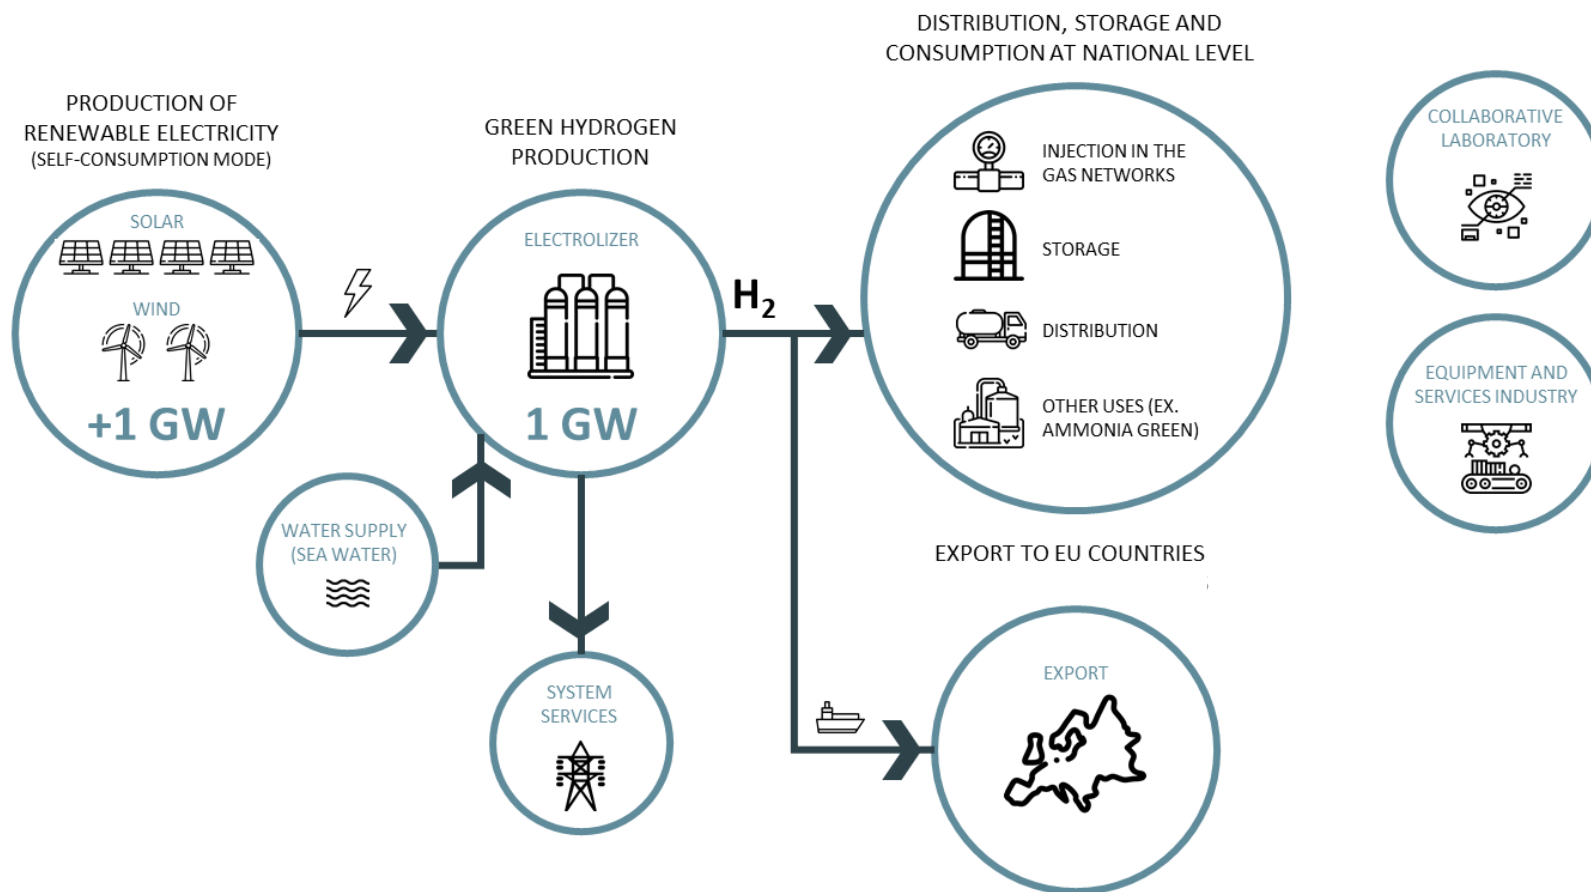 PRODUCTION OF
RENEWABLE ELECTRICITY
(SELF-CONSUMPTION MODE)
SOLAR
WIND
+1 GW
WATER SUPPLY
(SEA WATER)
GREEN HYDROGEN
PRODUCTION
ELECTROLIZER
1 GW
SYSTEM
SERVICES
H2
DISTRIBUTION, STORAGE AND
CONSUMPTION AT NATIONAL LEVEL
INJECTION IN THE
GAS NETWORKS
STORAGE
DISTRIBUTION
OTHER USES (EX.
AMMONIA GREEN)
EXPORT TO EU COUNTRIES
EXPORT
COLLABORATIVE
LABORATORY
EQUIPMENT AND
SERVICES INDUSTRY